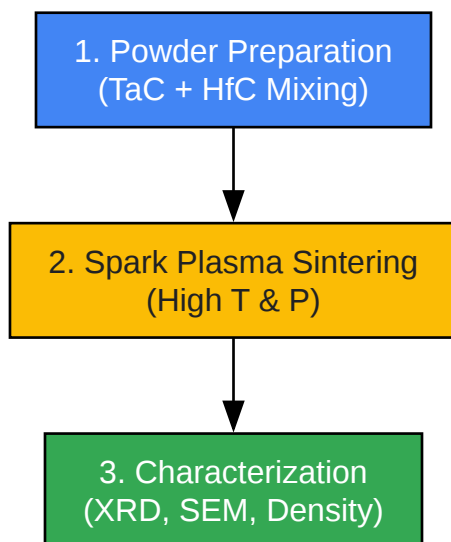 1. Powder Preparation
(TaC + HfC Mixing)
2. Spark Plasma Sintering
(High T & P)
3. Characterization
(XRD, SEM, Density)